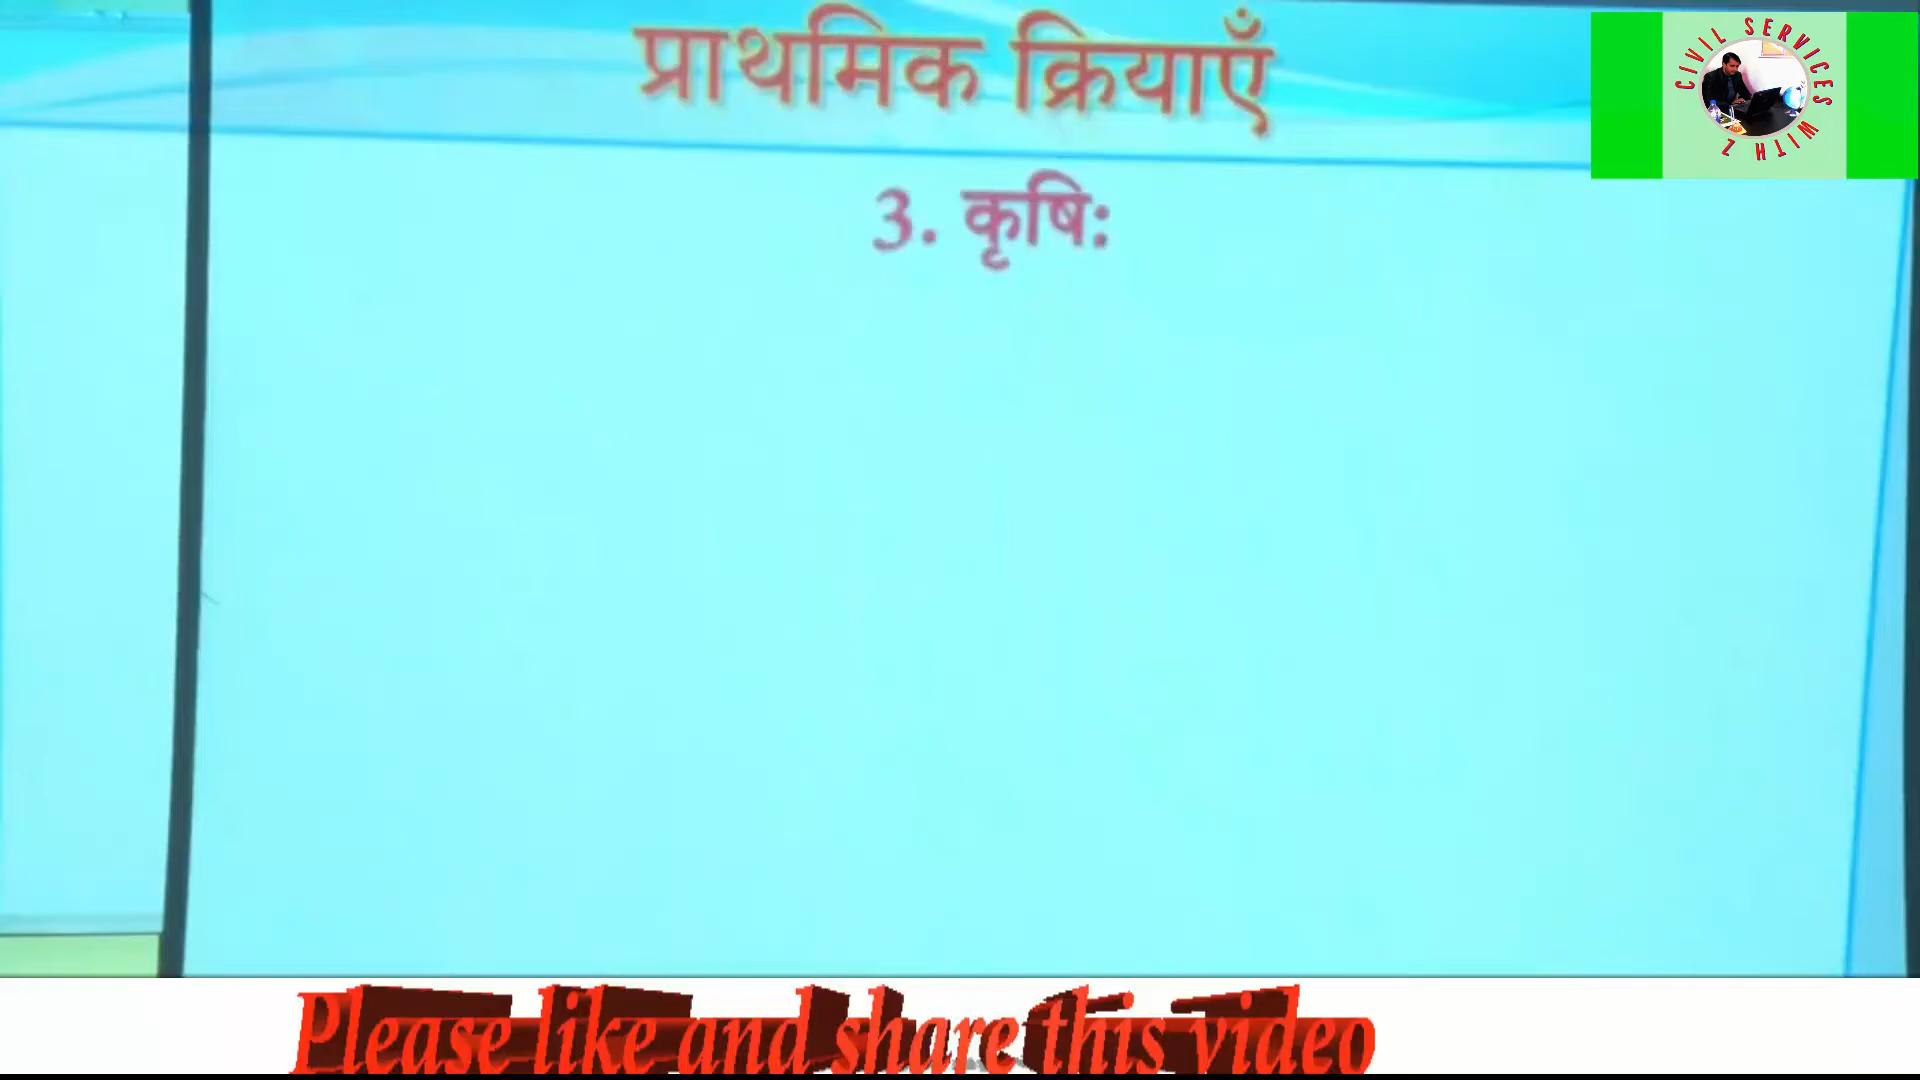 प्राथमिक क्रियाएँ
CIVIL SERVICES WITH Z
3. कृषि:
Please like and share this video